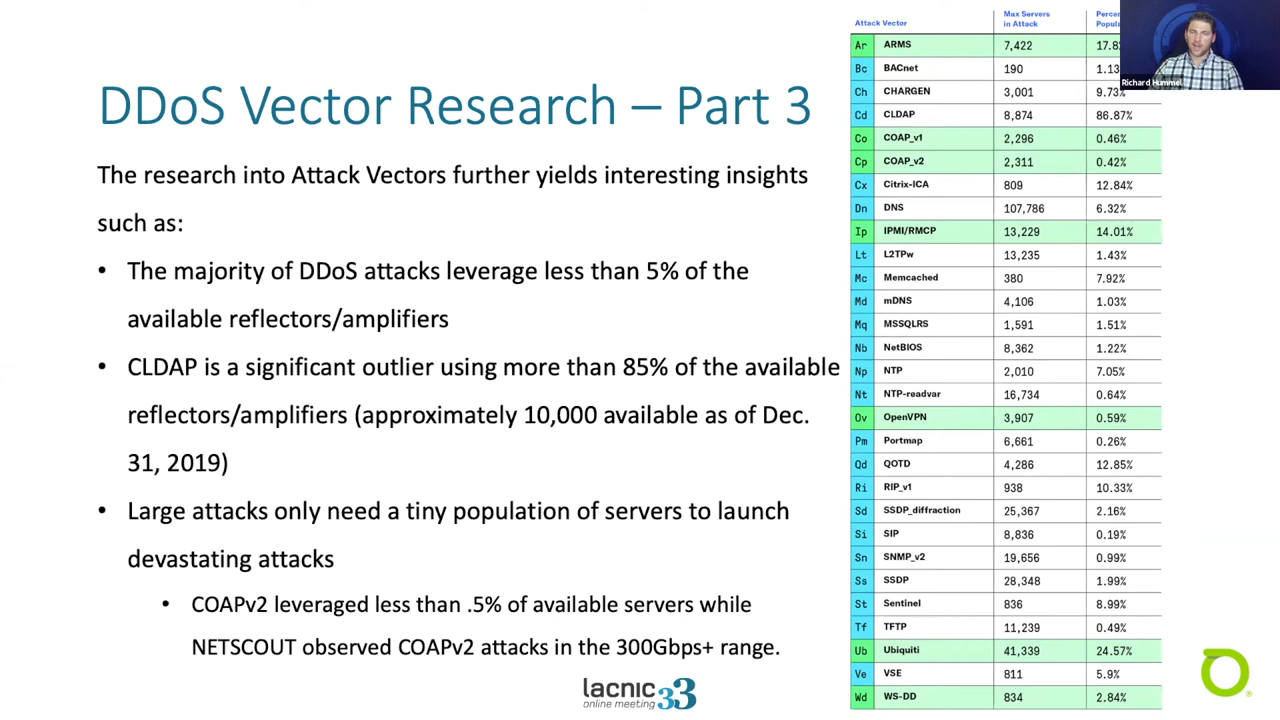 DDoS Vector Research – Part 3
The research into Attack Vectors further yields interesting insights
such as:
• The majority of DDoS attacks leverage less than 5% of the
available reflectors/amplifiers
• CLDAP is a significant outlier using more than 85% of the available
reflectors/amplifiers (approximately 10,000 available as of Dec.
31, 2019)
• Large attacks only need a tiny population of servers to launch
devastating attacks
• COAPv2 leveraged less than .5% of available servers while
NETSCOUT observed COAPv2 attacks in the 300Gbps+ range.
lacnic 33
online meeting
Attack Vector Max Servers
in Attack
Ar ARMS 7,422
Bc BACnet 190
Ch CHARGEN 3,001 9.73%
Cd CLDAP 8,874 86.87%
Co COAP_v1 2,296 0.46%
Cp COAP_v2 2,311 0.42%
Cx Citrix-ICA 809 12.84%
Dn DNS 107,786 6.32%
Ip IPMI/RMCP 13,229 14.01%
Lt L2TPw 13,235 1.43%
Mc Memcached 380 7.92%
Md mDNS 4,106 1.03%
Mq MSSQLRS 1,591 1.51%
Nb NetBIOS 8,362 1.22%
Np NTP 2,010 7.05%
Nt NTP-readvar 16,734 0.64%
Ov OpenVPN 3,907 0.59%
Pm Portmap 6,661 0.26%
Qd QOTD 4,286 12.85%
Ri RIP_v1 938 10.33%
Sd SSDP_diffraction 25,367 2.16%
Si SIP 8,836 0.19%
Sn SNMP_v2 19,656 0.99%
Ss SSDP 28,348 1.99%
St Sentinel 836 8.99%
Tf TFTP 11,239 0.49%
Ub Ubiquiti 41,339 24.57%
Ve VSE 811 5.9%
Wd WS-DD 834 2.84%
Richard Hummel